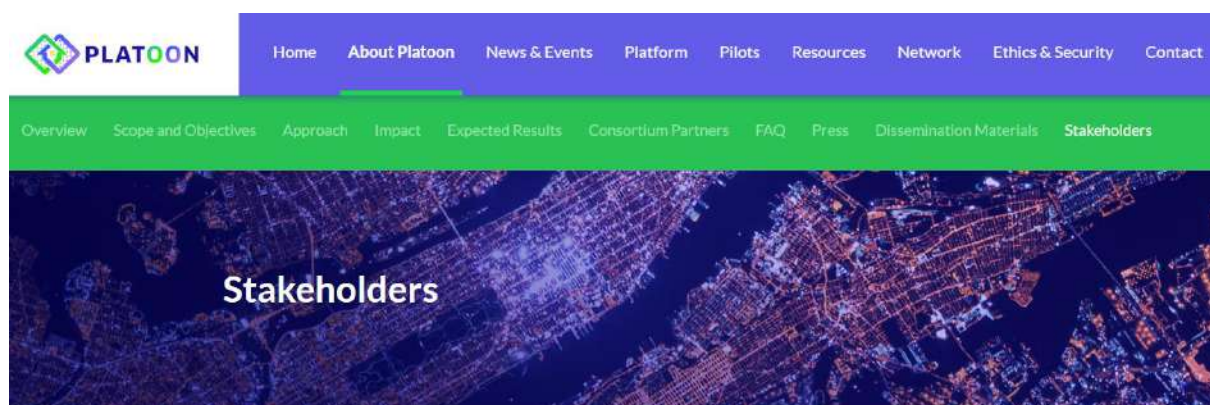 PLATOON Home About Platoon News & Events Platform Pilots Resources Network Ethics & Security Contact
Overview Scope and Objectives Approach Impact Expected Results Consortium Partners FAQ Press Dissemination Materials Stakeholders
Stakeholders